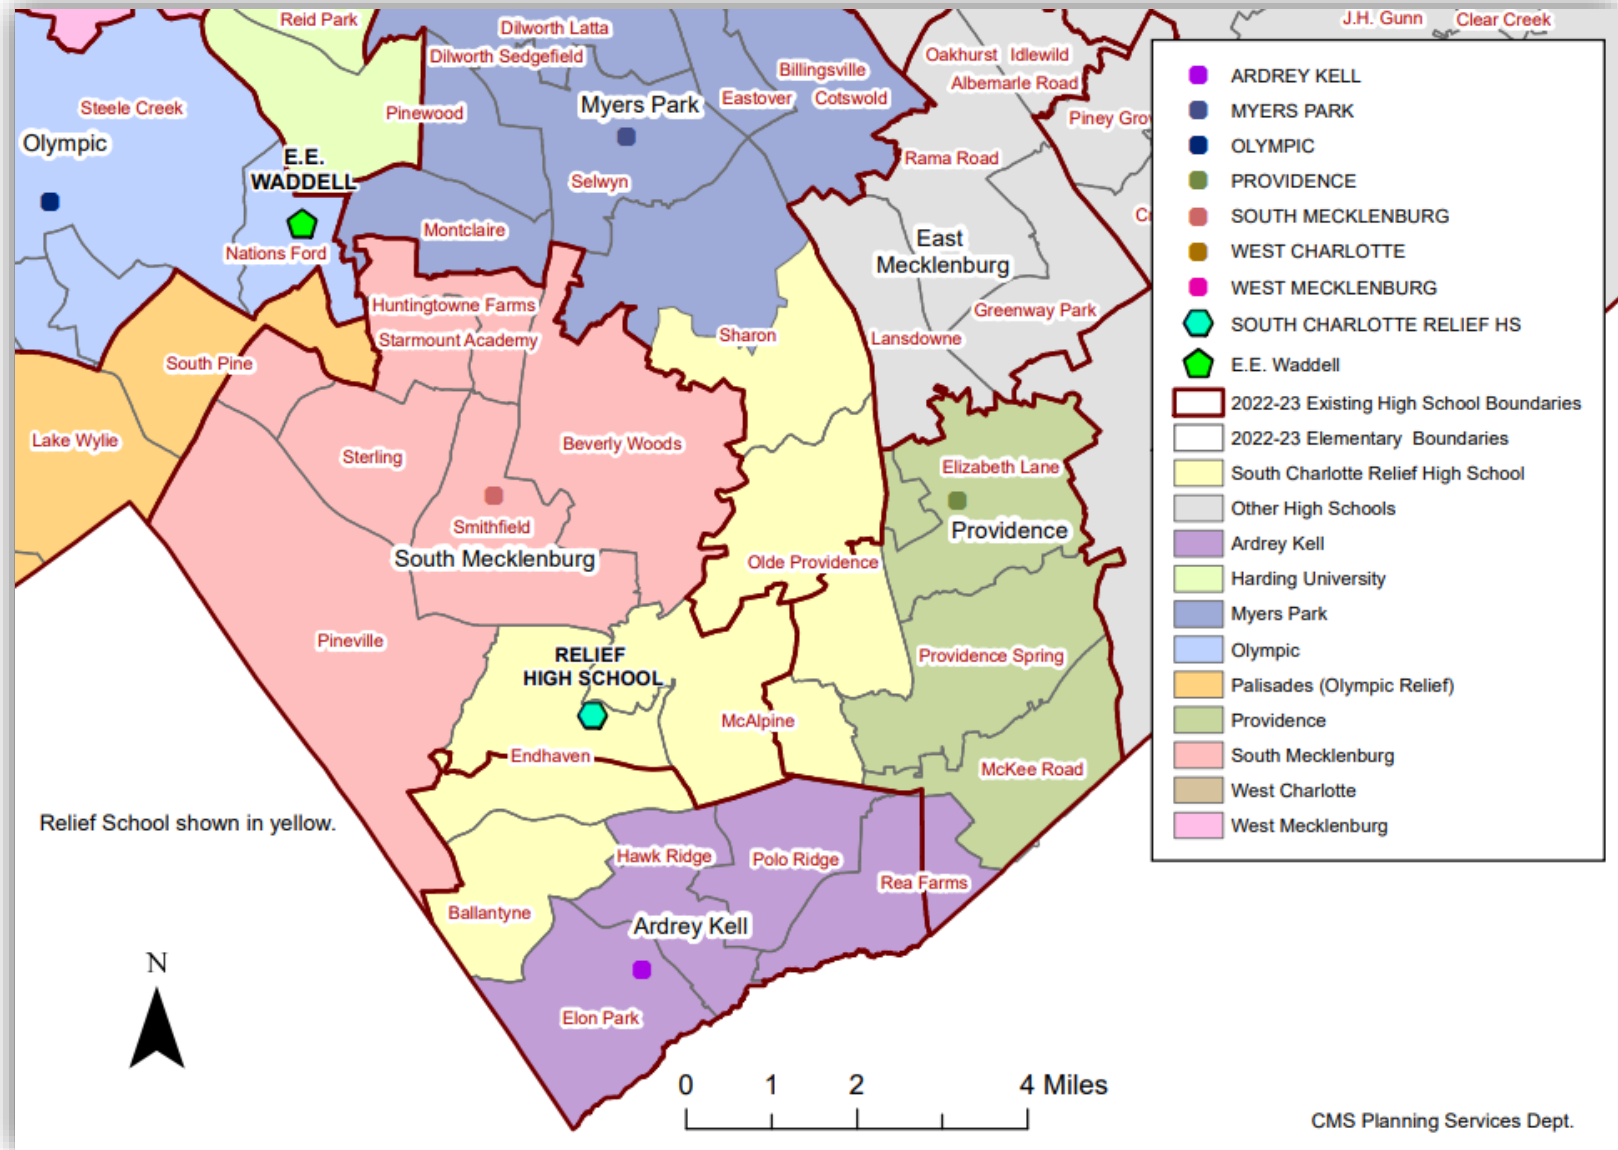 Reid Park
Dilworth Latta
J.H. Gunn
Clear Creek
Dilworth Sedgefield
Oakhurst
Idlewild
Billingsville
Albemarle Road
Steele Creek
Pinewood
Myers Park
Eastover
Cotswold
Piney Gro
Olympic
E.E.
WADDELL
Rama Road
Selwyn
Nations Ford
Montclaire
East
Mecklenburg
Huntingtowne Farms
Greenway Park
Starmount Academy
Sharon
Lansdowne
South Pine
Lake Wylie
Sterling
Beverly Woods
Elizabeth Lane
Smithfield
Providence
South Mecklenburg
Olde Providence
Pineville
RELIEF
HIGH SCHOOL
Providence Spring
McAlpine
Endhaven
McKee Road
Relief School shown in yellow.
Hawk Ridge
Polo Ridge
Rea Farms
Ballantyne
Ardrey Kell
Elon Park
N
0 1 2 4 Miles
CMS Planning Services Dept.
ARDREY KELL
MYERS PARK
OLYMPIC
PROVIDENCE
SOUTH MECKLENBURG
WEST CHARLOTTE
WEST MECKLENBURG
SOUTH CHARLOTTE RELIEF HS
E.E. Waddell
2022-23 Existing High School Boundaries
2022-23 Elementary Boundaries
South Charlotte Relief High School
Other High Schools
Ardrey Kell
Harding University
Myers Park
Olympic
Palisades (Olympic Relief)
Providence
South Mecklenburg
West Charlotte
West Mecklenburg